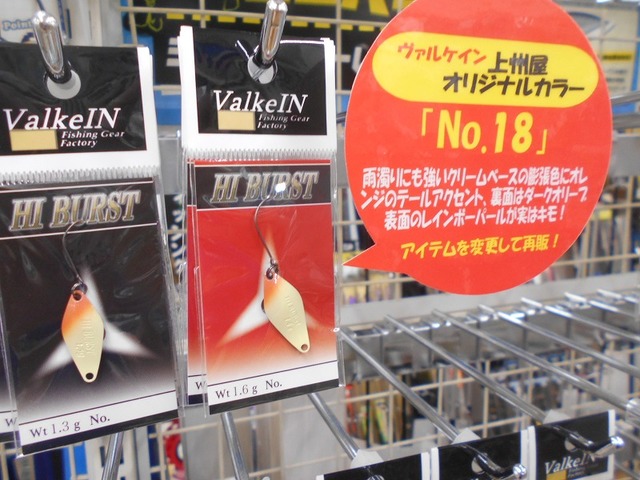 ValkeIN
Fishing Gear
Factory
HI BURST
Wt 1.3 g No.
ValkeIN
Fishing Gear
Factory
HI BURST
Wt 1.6 g No.
ヴァルケイン 上州屋
オリジナルカラー
「No.18」
雨濁りにも強いクリームベースの膨張色にオレ
ンジのテールアクセント、裏面はダークオリーブ
表面のレインボーパールが実はキモ!
アイテムを変更して再販!
ValkeIN